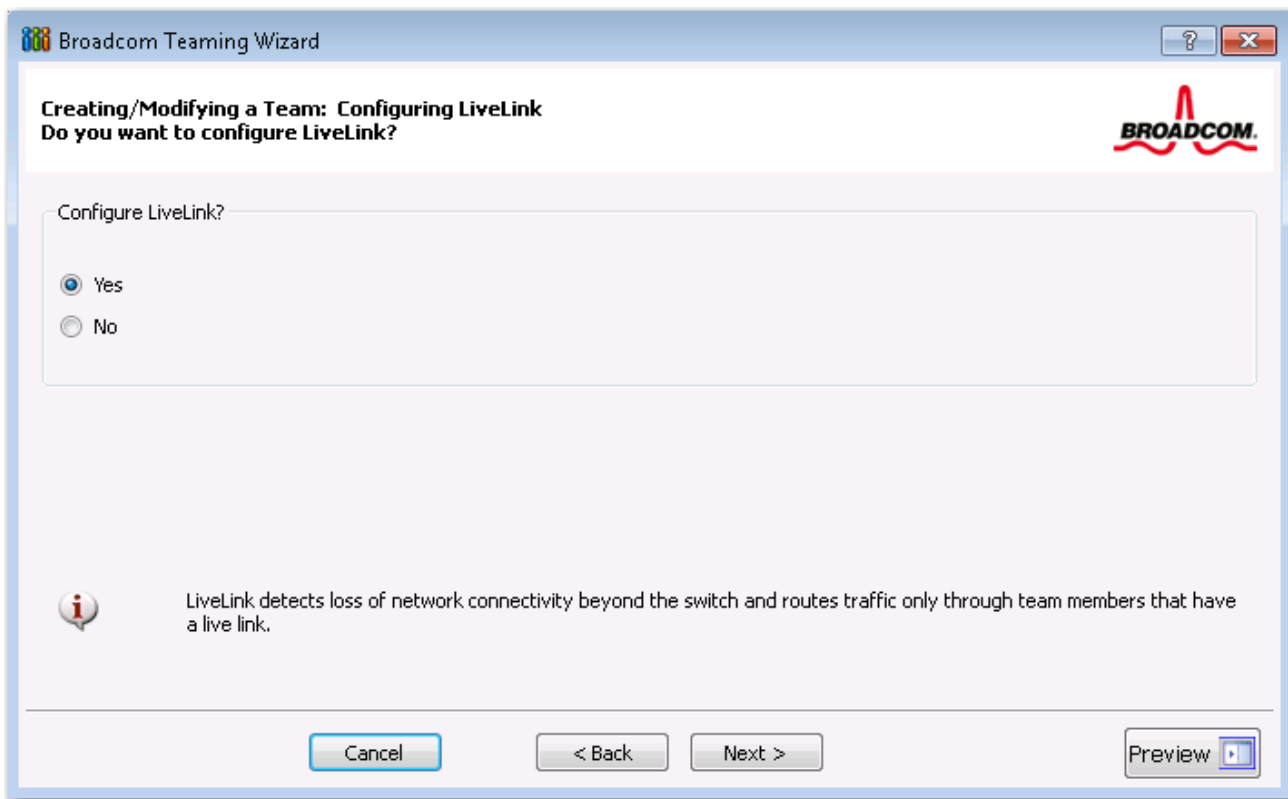 Broadcom Teaming Wizard
?
Creating/Modifying a Team: Configuring LiveLink
Do you want to configure LiveLink?
BROADCOM.
Configure LiveLink?
Yes
No
LiveLink detects loss of network connectivity beyond the switch and routes traffic only through team members that have
a live link.
Cancel
< Back
Next >
Preview